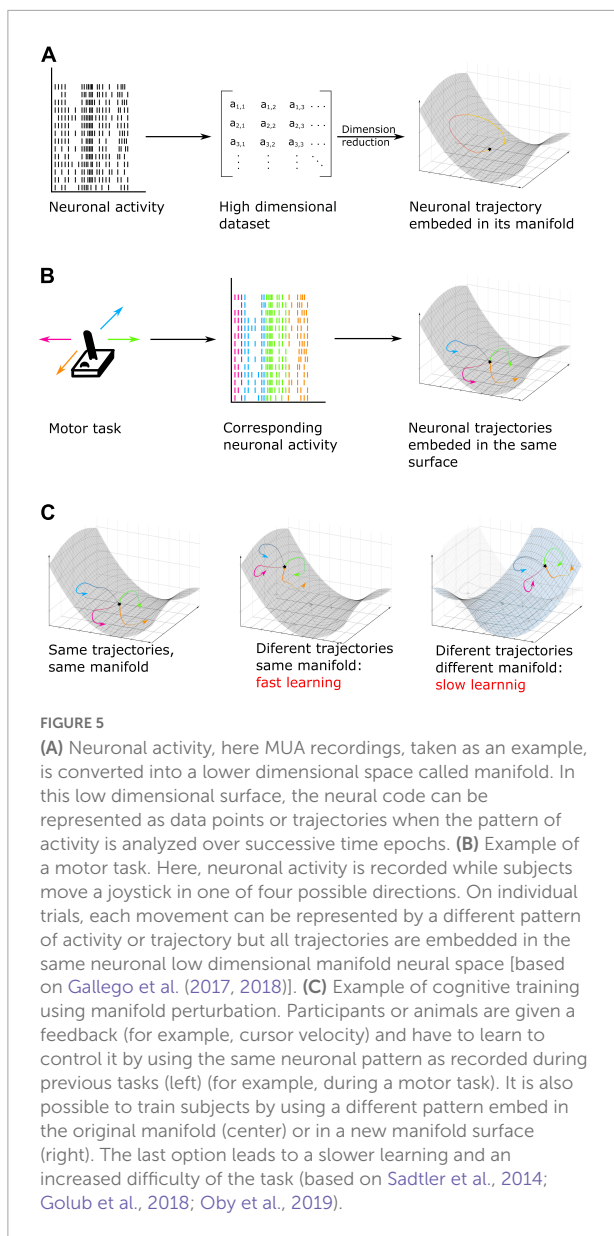 A
a1,1 a1,2 a1,3 ...
a2,1 a2,2 a2,3 ...
a3,1 a3,2 a3,3 ...
⋮ ⋮ ⋮ ⋱
Dimension
reduction
Neuronal activity
High dimensional
dataset
Neuronal trajectory
embeded in its manifold
B
Motor task
Corresponding
neuronal activity
Neuronal trajectories
embeded in the same
surface
C
Same trajectories,
same manifold
Diferent trajectories
same manifold:
fast learning
Diferent trajectories
different manifold:
slow learnnig
FIGURE 5
(A) Neuronal activity, here MUA recordings, taken as an example,
is converted into a lower dimensional space called manifold. In
this low dimensional surface, the neural code can be
represented as data points or trajectories when the pattern of
activity is analyzed over successive time epochs. (B) Example of
a motor task. Here, neuronal activity is recorded while subjects
move a joystick in one of four possible directions. On individual
trials, each movement can be represented by a different pattern
of activity or trajectory but all trajectories are embedded in the
same neuronal low dimensional manifold neural space [based
on Gallego et al. (2017, 2018)]. (C) Example of cognitive training
using manifold perturbation. Participants or animals are given a
feedback (for example, cursor velocity) and have to learn to
control it by using the same neuronal pattern as recorded during
previous tasks (left) (for example, during a motor task). It is also
possible to train subjects by using a different pattern embed in
the original manifold (center) or in a new manifold surface
(right). The last option leads to a slower learning and an
increased difficulty of the task (based on Sadtler et al., 2014;
Golub et al., 2018; Oby et al., 2019).